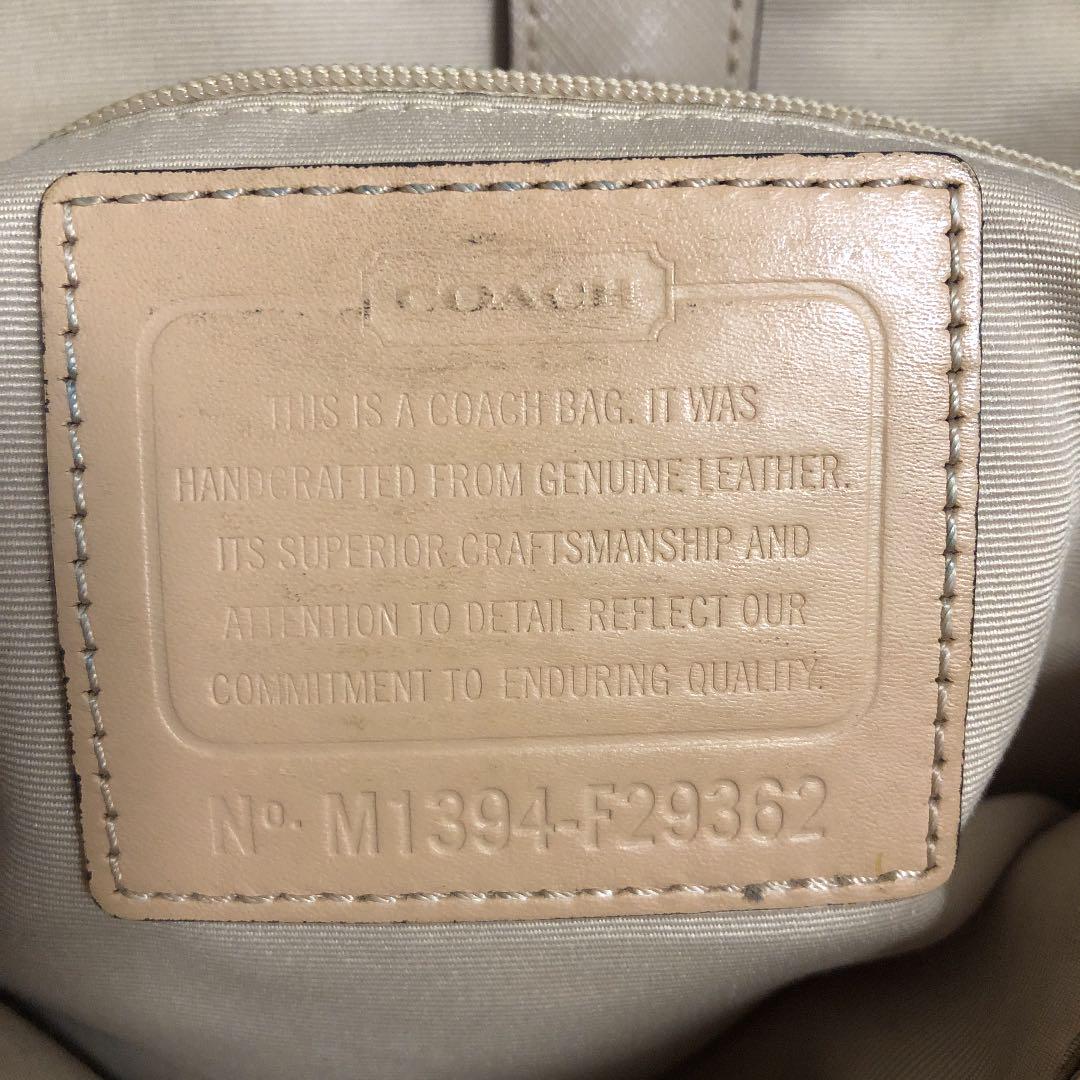 COACH
THIS IS A COACH BAG. IT WAS
HANDCRAFTED FROM GENUINE LEATHER.
ITS SUPERIOR CRAFTSMANSHIP AND
ATTENTION TO DETAIL REFLECT OUR
COMMITMENT TO ENDURING QUALITY.
Nº. M1394-F29362